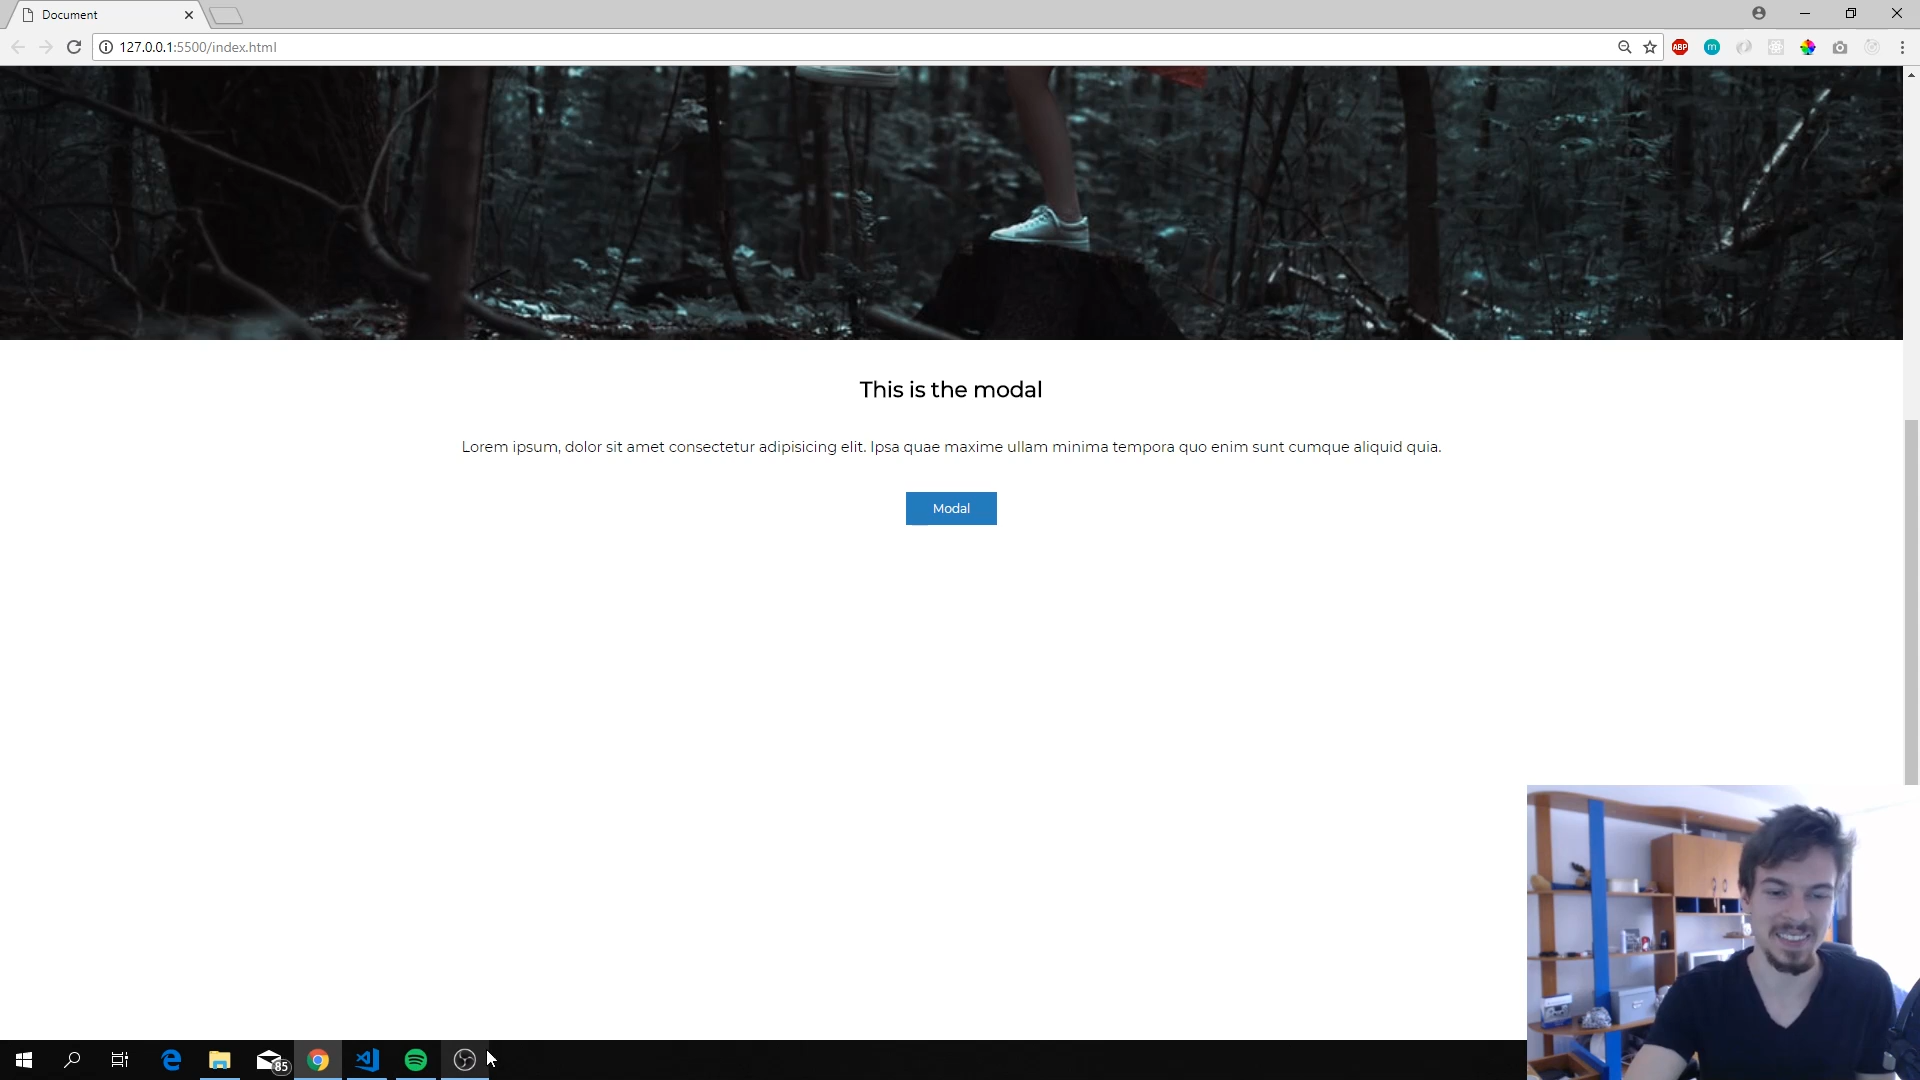 Document
127.0.0.1:5500/index.html
ABP
m
This is the modal
Lorem ipsum, dolor sit amet consectetur adipisicing elit. Ipsa quae maxime ullam minima tempora quo enim sunt cumque aliquid quia.
Modal
85